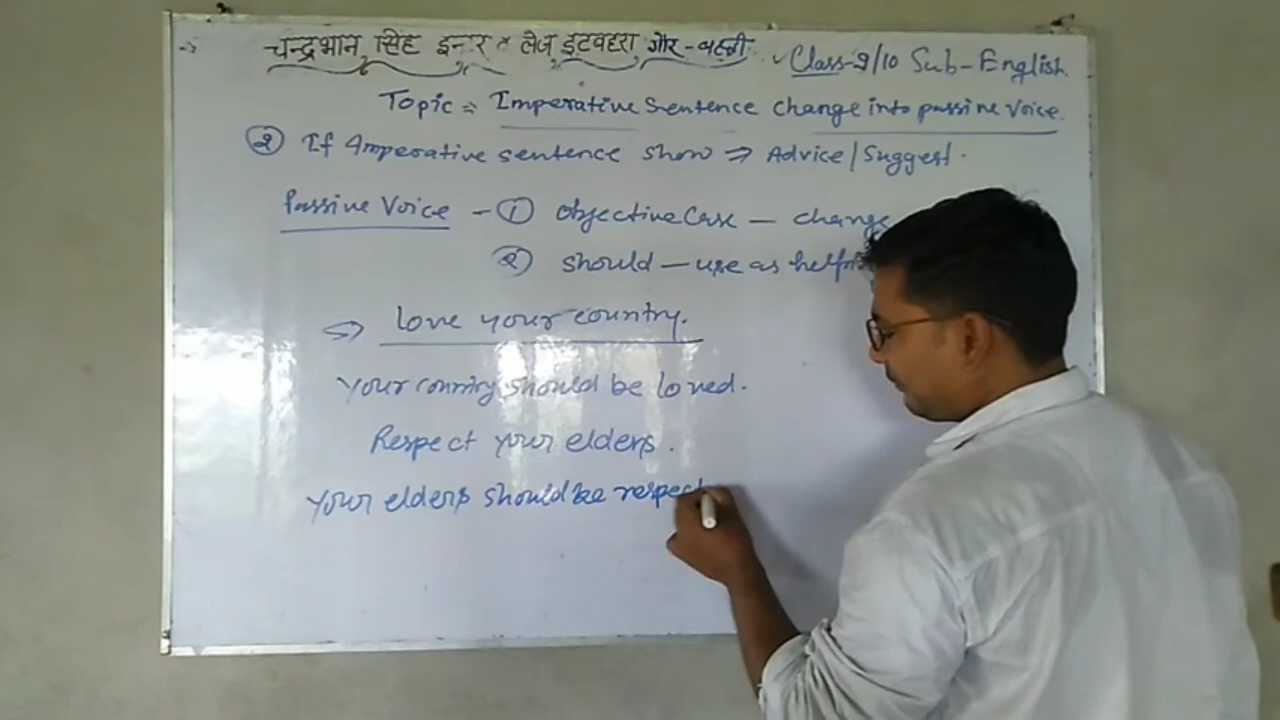 चन्द्रभान सिंह इन्टर लेज इटवहरा गौर-बस्ती Class-9/10 Sub-English
Topic :- Imperative Sentence change into passive Voice.
② If Imperative sentence show ⇒ Advice/Suggest.
Passive Voice - ① objective Case - change
② should - use as helpin
⇒ Love your country.
Your country should be loved.
Respect your elders.
Your elders should be respect